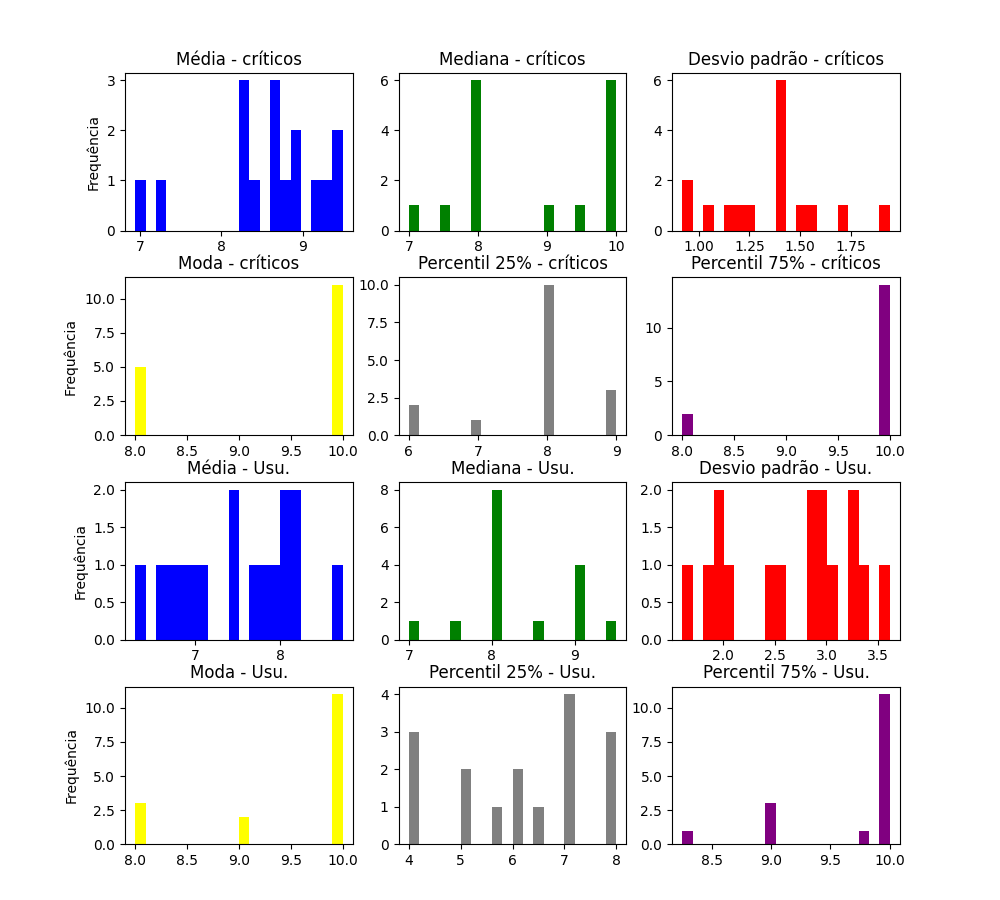 Média - críticos
Mediana - críticos
Desvio padrão - críticos
Frequência
3
2
1
0
7 8 9
6
4
2
0
7 8 9 10
6
4
2
0
1.00 1.25 1.50 1.75
Moda - críticos
Percentil 25% - críticos
Percentil 75% - críticos
Frequência
10.0
7.5
5.0
2.5
0.0
8.0 8.5 9.0 9.5 10.0
10.0
7.5
5.0
2.5
0.0
6 7 8 9
10
5
0
8.0 8.5 9.0 9.5 10.0
Média - Usu.
Mediana - Usu.
Desvio padrão - Usu.
Frequência
2.0
1.5
1.0
0.5
0.0
7 8
8
6
4
2
0
7 8 9
2.0
1.5
1.0
0.5
0.0
2.0 2.5 3.0 3.5
Moda - Usu.
Percentil 25% - Usu.
Percentil 75% - Usu.
Frequência
10.0
7.5
5.0
2.5
0.0
8.0 8.5 9.0 9.5 10.0
4
3
2
1
0
4 5 6 7 8
10.0
7.5
5.0
2.5
0.0
8.5 9.0 9.5 10.0